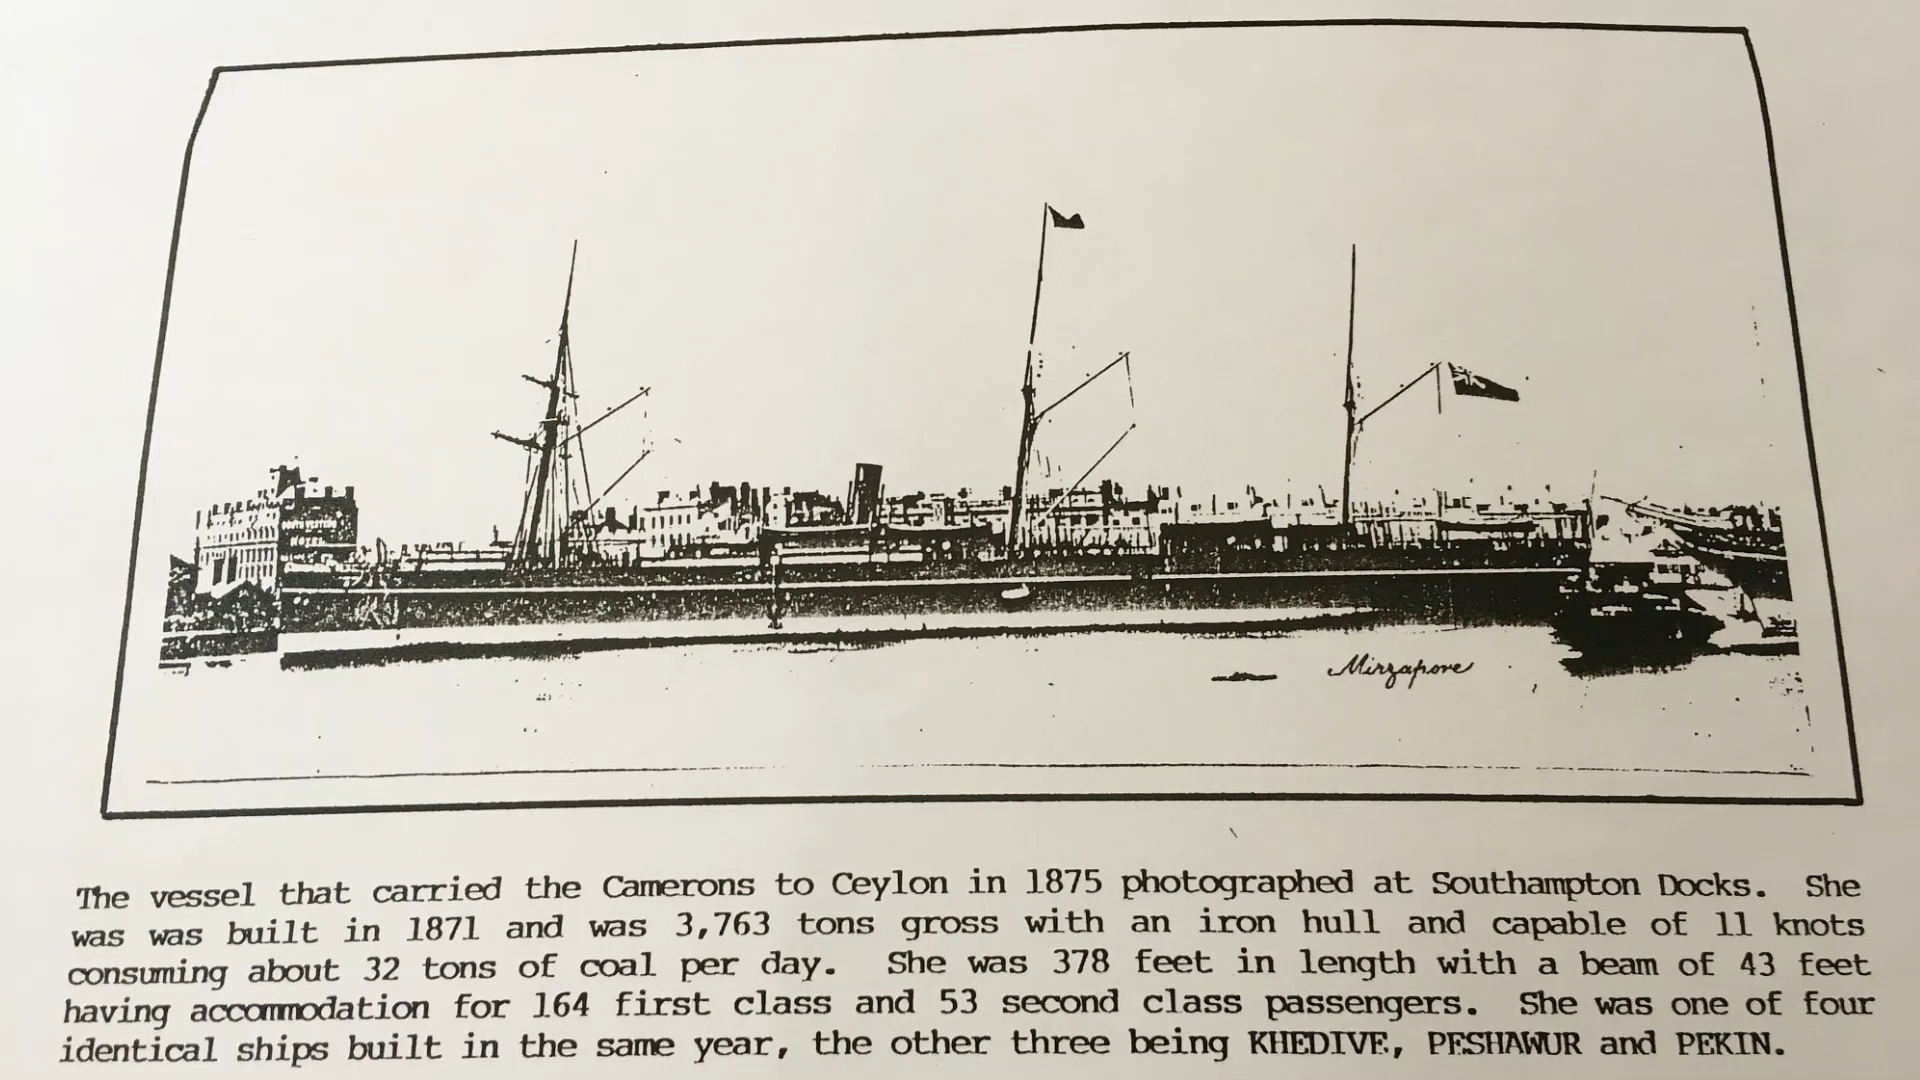 Mirzapore
The vessel that carried the Camerons to Ceylon in 1875 photographed at Southampton Docks. She
was was built in 1871 and was 3,763 tons gross with an iron hull and capable of 11 knots
consuming about 32 tons of coal per day. She was 378 feet in length with a beam of 43 feet
having accommodation for 164 first class and 53 second class passengers. She was one of four
identical ships built in the same year, the other three being KHEDIVE, PESHAWUR and PEKIN.